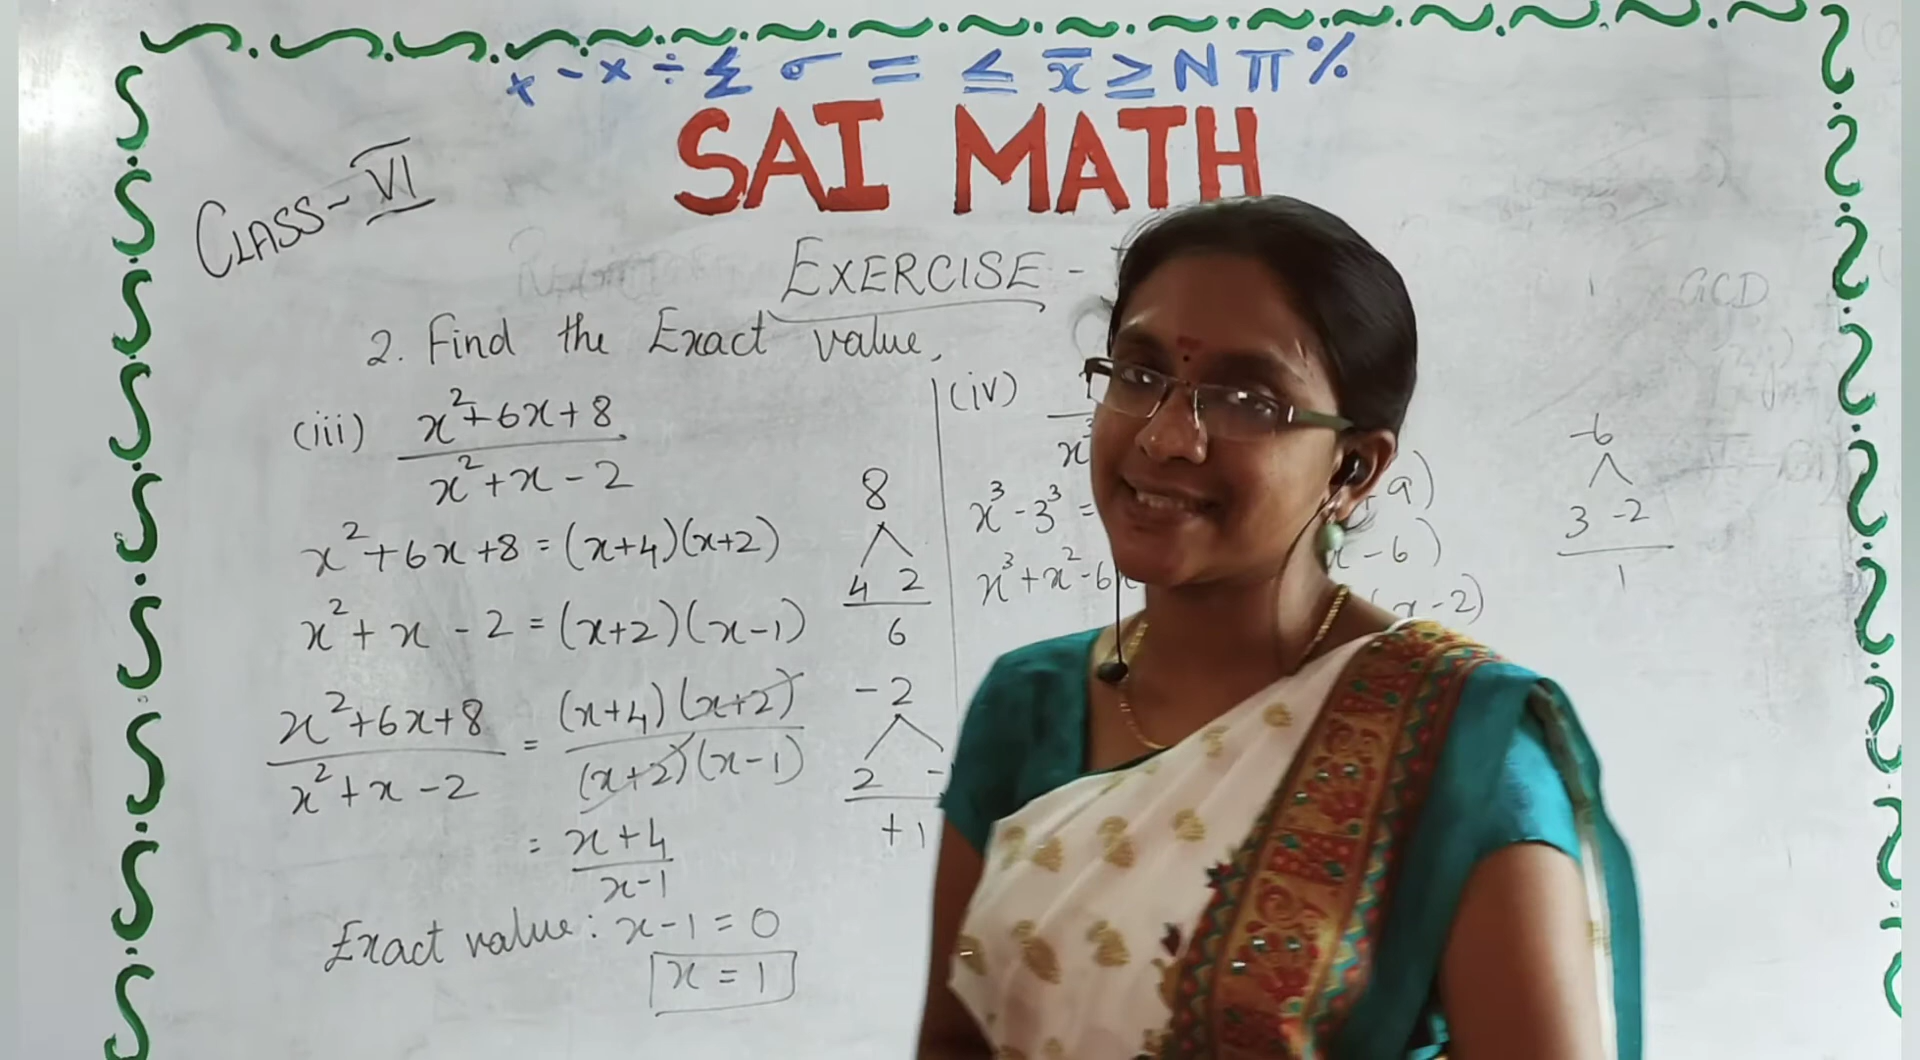 + - × ÷ Σ σ = ≤ x̄ ≥ N π %
SAI MATH
CLASS-VI
EXERCISE -
2. Find the Exact value,
(iii) x²+6x+8
x²+x-2
x²+6x+8 = (x+4)(x+2)
x²+x-2 = (x+2)(x-1)
x²+6x+8 / x²+x-2 = (x+4)(x+2) / (x+2)(x-1)
= x+4 / x-1
Exact value: x-1=0
x = 1
8
4 2
6
-2
2 -
+1
(iv)
x³-3³ =
x³+x²-6x
x-6)
(x-2)
-6
3 -2
1
GCD